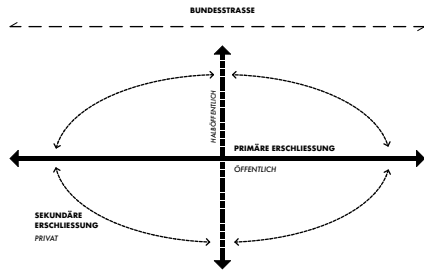 BUNDESSTRASSE
HALBÖFFENTLICH
PRIMÄRE ERSCHLIESSUNG
ÖFFENTLICH
SEKUNDÄRE
ERSCHLIESSUNG
PRIVAT